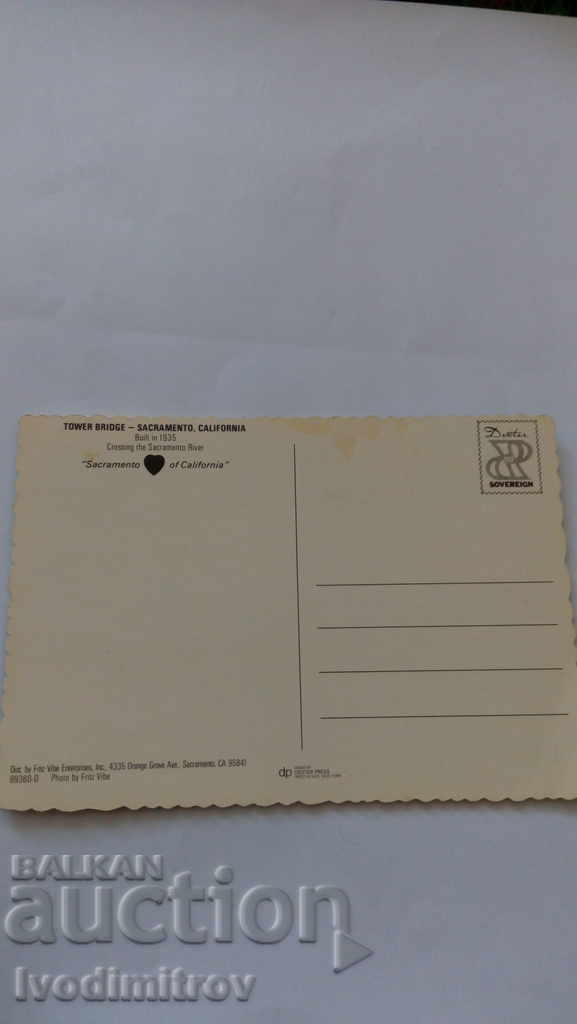 TOWER BRIDGE – SACRAMENTO, CALIFORNIA
Built in 1935
Crossing the Sacramento River
"Sacramento of California"
Dexter
SOVEREIGN
Dist. by Fritz Vibe Enterprises, Inc., 4335 Orange Grove Ave., Sacramento, CA 95841
89360-D Photo by Fritz Vibe
dp
DEXTER PRESS
BALKAN
auction
Ivodimitrov